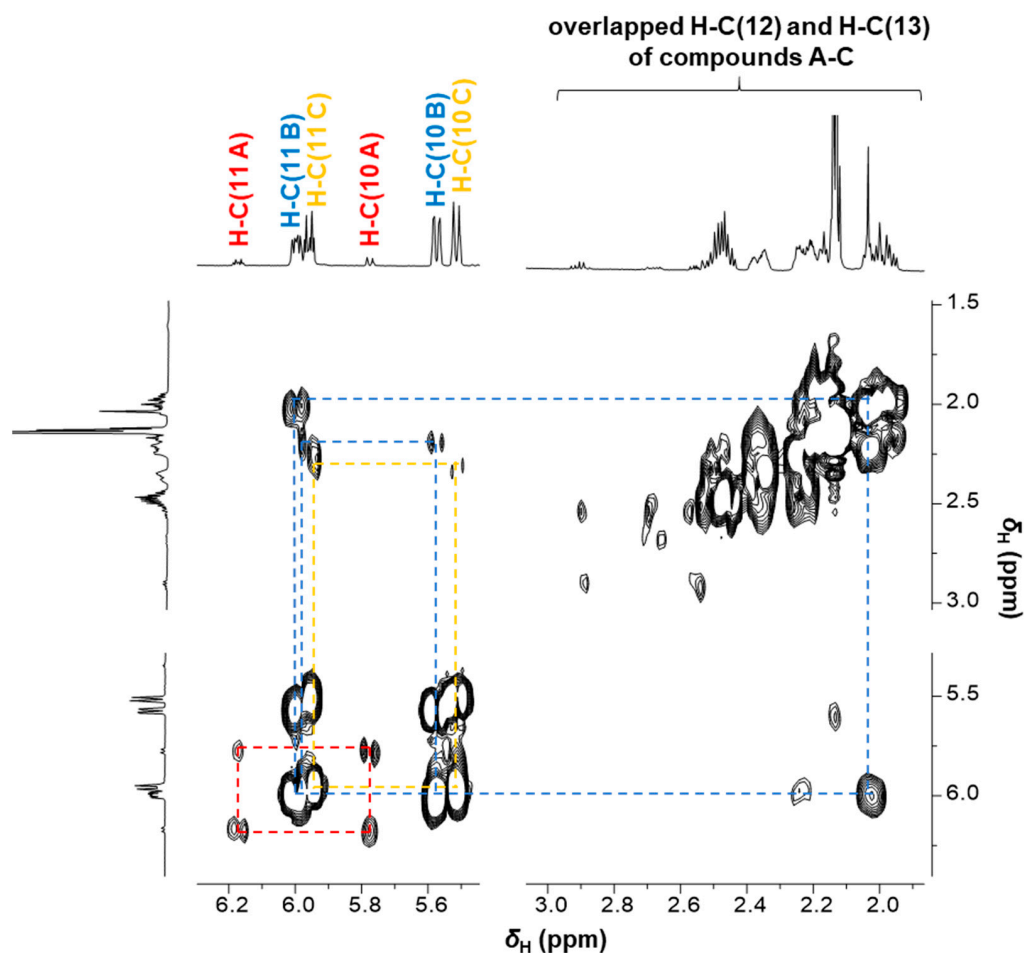 overlapped H-C(12) and H-C(13)
of compounds A-C
H-C(11 A)
H-C(11 B)
H-C(11 C)
H-C(10 A)
H-C(10 B)
H-C(10 C)
1.5
2.0
2.5
3.0
5.5
6.0
δH (ppm)
6.2 6.0 5.8 5.6 3.0 2.8 2.6 2.4 2.2 2.0
δH (ppm)